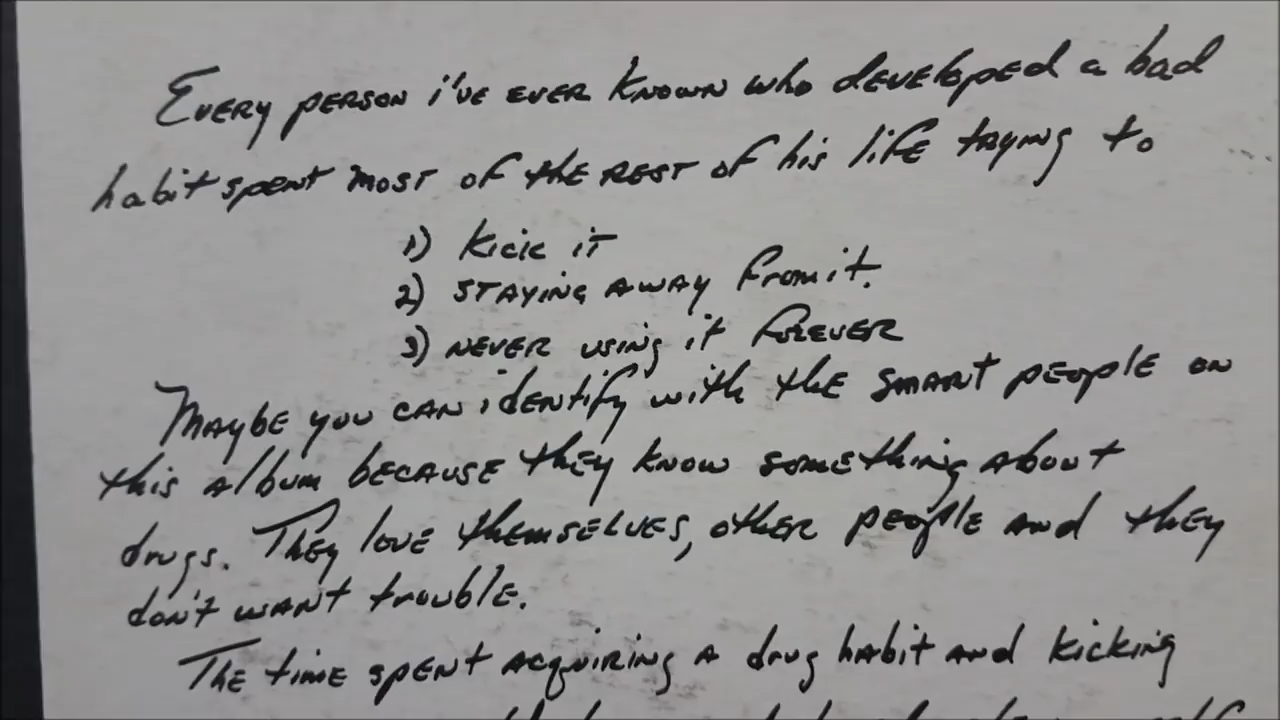 Every person i've ever known who developed a bad
habit spent most of the rest of his life trying to
1) Kick it
2) STAYING AWAY from it.
3) NEVER using it forever
Maybe you can identify with the smart people on
this album because they know something about
drugs. They love themselves, other people and they
don't want trouble.
The time spent acquiring a drug habit and kicking